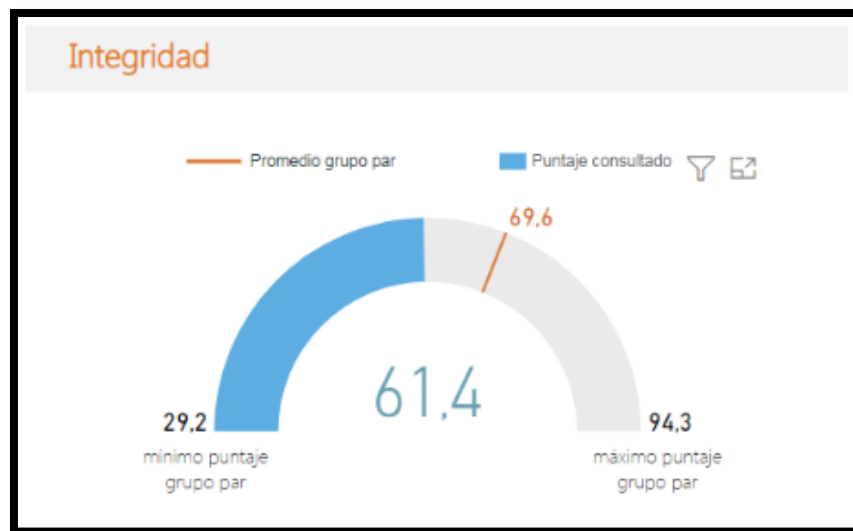 Integridad
Promedio grupo par
Puntaje consultado
69,6
61,4
29,2
94,3
mínimo puntaje
grupo par
máximo puntaje
grupo par